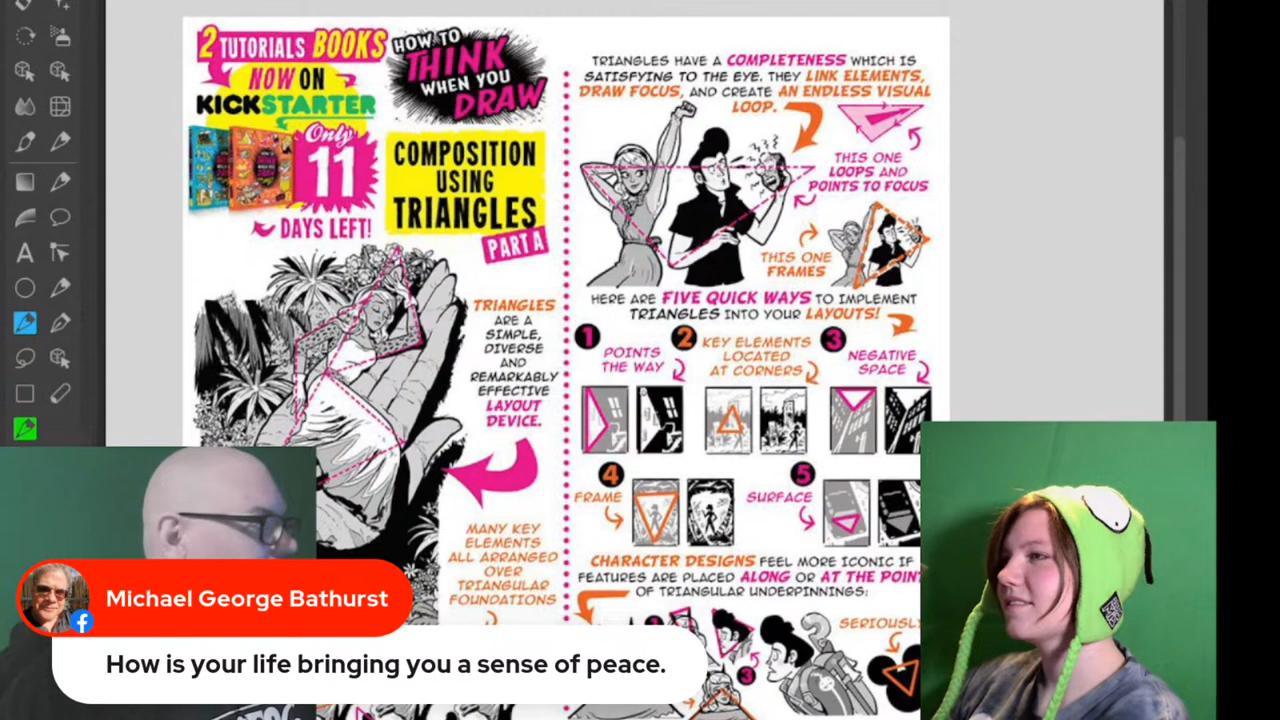 2 TUTORIALS BOOKS
NOW ON
KICKSTARTER
Only
11
DAYS LEFT!
HOW TO
THINK
WHEN YOU
DRAW
COMPOSITION
USING
TRIANGLES
PART A
TRIANGLES
ARE A
SIMPLE,
DIVERSE
AND
REMARKABLY
EFFECTIVE
LAYOUT
DEVICE.
MANY KEY
ELEMENTS
ALL ARRANGED
OVER
TRIANGULAR
FOUNDATIONS
TRIANGLES HAVE A COMPLETENESS WHICH IS
SATISFYING TO THE EYE. THEY LINK ELEMENTS,
DRAW FOCUS, AND CREATE AN ENDLESS VISUAL
LOOP.
THIS ONE
LOOPS AND
POINTS TO FOCUS
THIS ONE
FRAMES
HERE ARE FIVE QUICK WAYS TO IMPLEMENT
TRIANGLES INTO YOUR LAYOUTS!
1
POINTS
THE WAY
2
KEY ELEMENTS
LOCATED
AT CORNERS
3
NEGATIVE
SPACE
4
FRAME
5
SURFACE
CHARACTER DESIGNS FEEL MORE ICONIC IF
FEATURES ARE PLACED ALONG OR AT THE POIN
OF TRIANGULAR UNDERPINNINGS:
SERIOUSLY
3
Michael George Bathurst
How is your life bringing you a sense of peace.